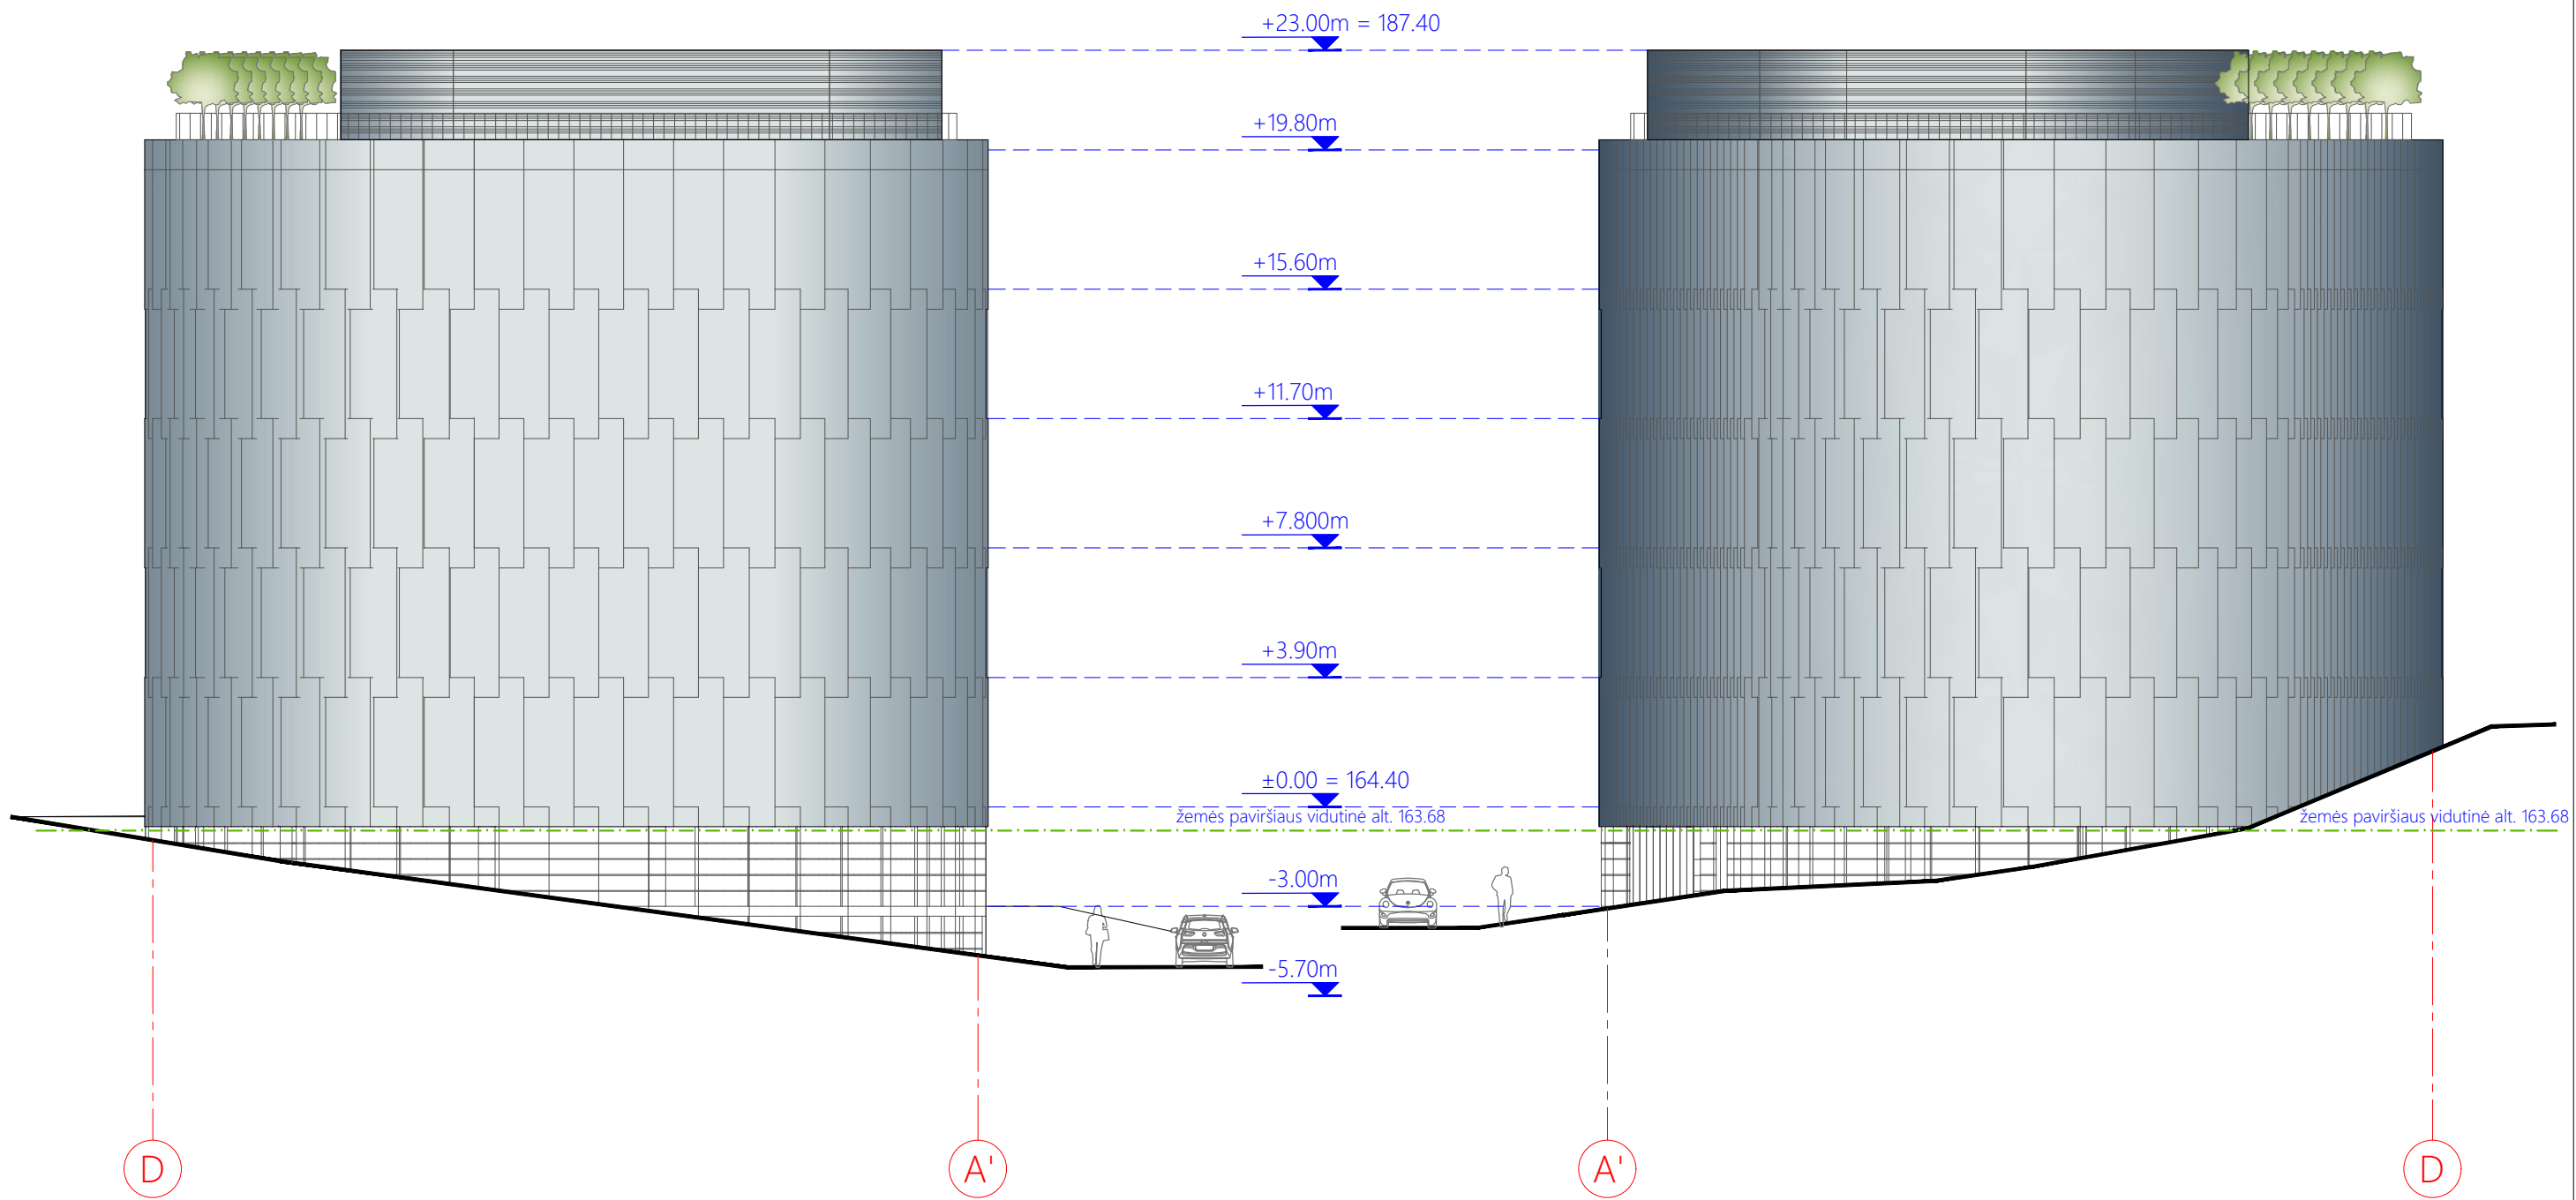 +23.00m = 187.40
+19.80m
+15.60m
+11.70m
+7.800m
+3.90m
±0.00 = 164.40
žemės paviršiaus vidutinė alt. 163.68
žemės paviršiaus vidutinė alt. 163.68
-3.00m
-5.70m
D
A'
A'
D